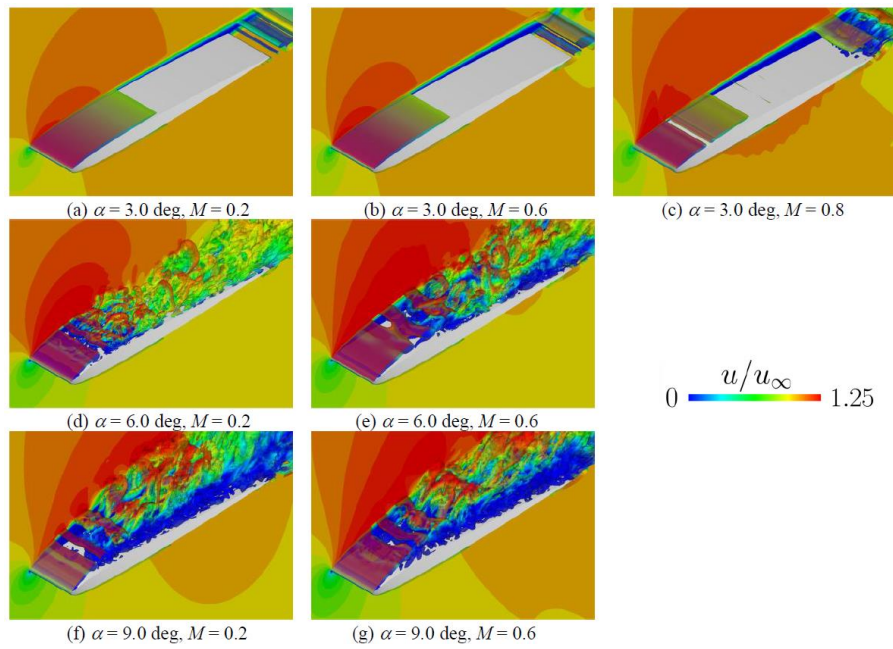 (a) α = 3.0 deg, M = 0.2
(b) α = 3.0 deg, M = 0.6
(c) α = 3.0 deg, M = 0.8
(d) α = 6.0 deg, M = 0.2
(e) α = 6.0 deg, M = 0.6
u/u∞
0 1.25
(f) α = 9.0 deg, M = 0.2
(g) α = 9.0 deg, M = 0.6